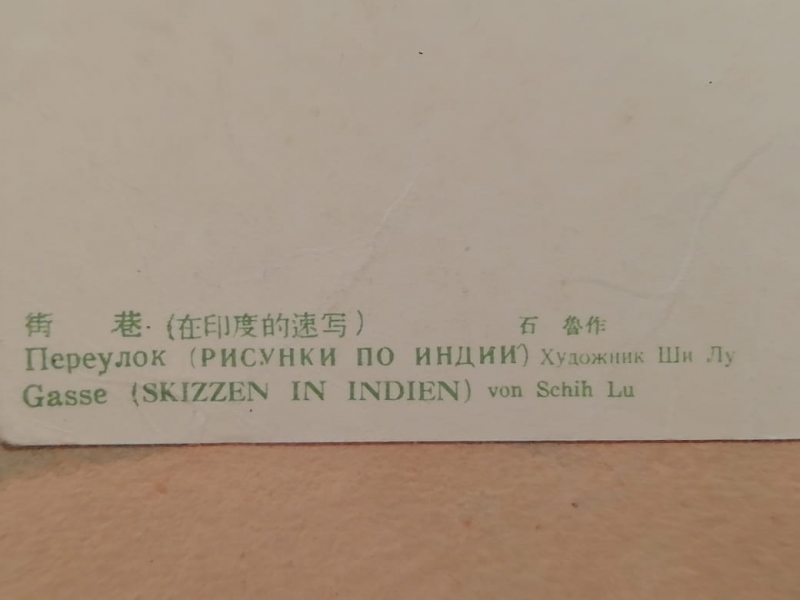 街 巷·(在印度的速写) 石 魯作
Переулок (РИСУНКИ ПО ИНДИИ) Художник Ши Лу
Gasse (SKIZZEN IN INDIEN) von Schih Lu